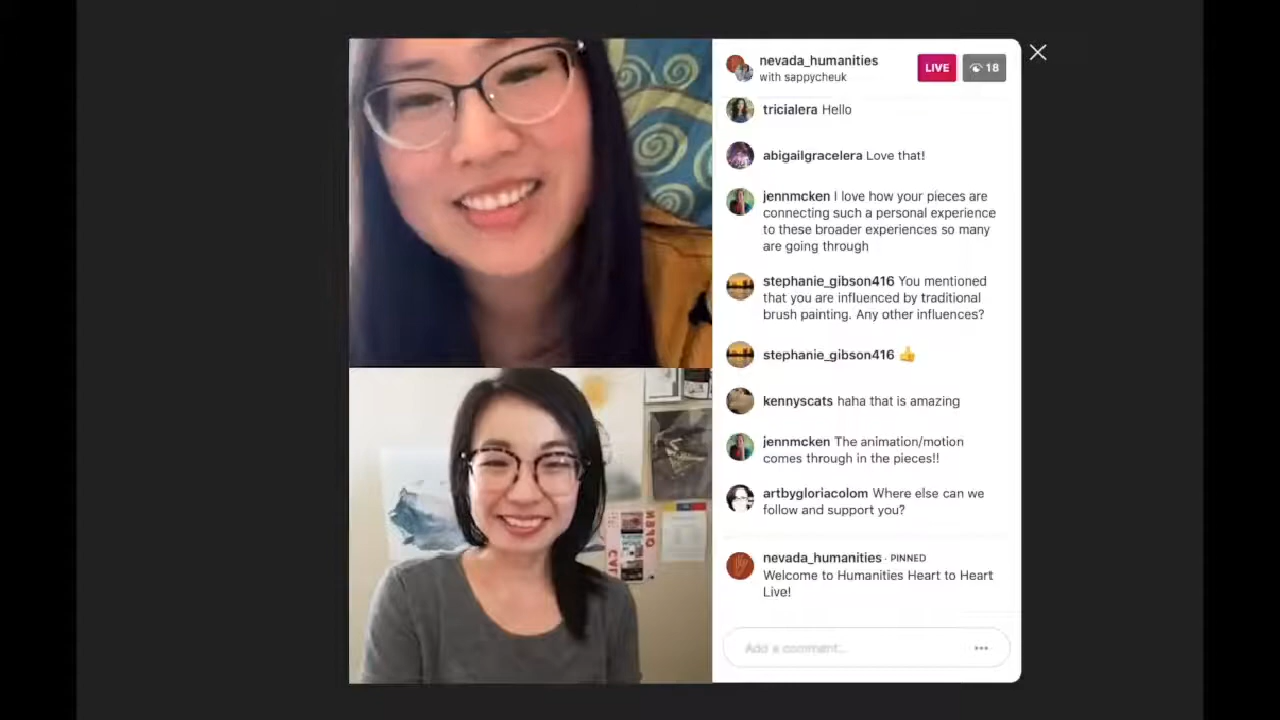 nevada_humanities
with sappycheuk
LIVE
18
tricialera Hello
abigailgracelera Love that!
jennmcken I love how your pieces are
connecting such a personal experience
to these broader experiences so many
are going through
stephanie_gibson416 You mentioned
that you are influenced by traditional
brush painting. Any other influences?
stephanie_gibson416 👍
kennyscats haha that is amazing
jennmcken The animation/motion
comes through in the pieces!!
artbygloriacolom Where else can we
follow and support you?
nevada_humanities · PINNED
Welcome to Humanities Heart to Heart
Live!
Add a comment...